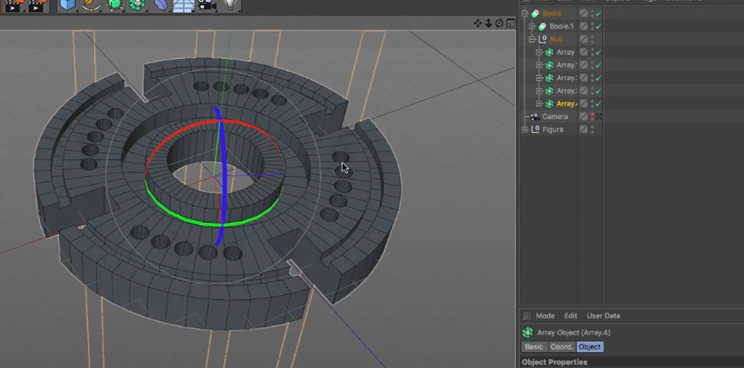 Boole
Boole.1
Null
Array
Array.
Array.
Array.
Array.
Camera
Figura
Mode Edit User Data
Array Object [Array.4]
Basic Coord. Object
Object Properties